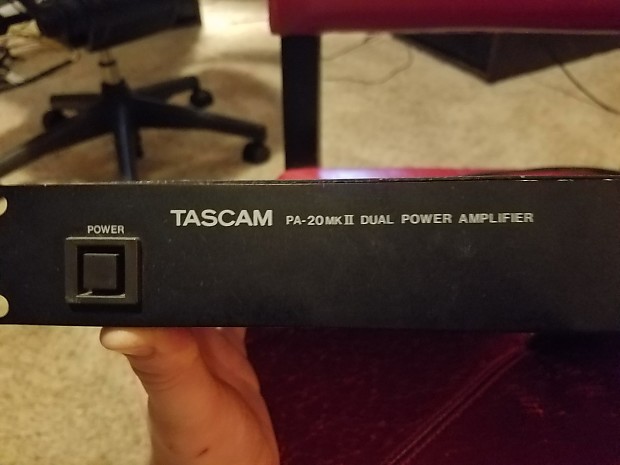 TASCAM PA-20MKII DUAL POWER AMPLIFIER
POWER